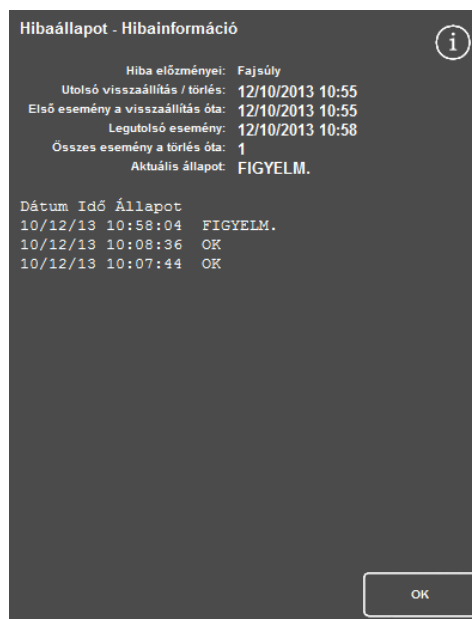 Hibaállapot - Hibainformáció
i
Hiba előzményei: Fajsúly
Utolsó visszaállítás / törlés: 12/10/2013 10:55
Első esemény a visszaállítás óta: 12/10/2013 10:55
Legutolsó esemény: 12/10/2013 10:58
Összes esemény a törlés óta: 1
Aktuális állapot: FIGYELM.
Dátum Idő Állapot
10/12/13 10:58:04 FIGYELM.
10/12/13 10:08:36 OK
10/12/13 10:07:44 OK
OK